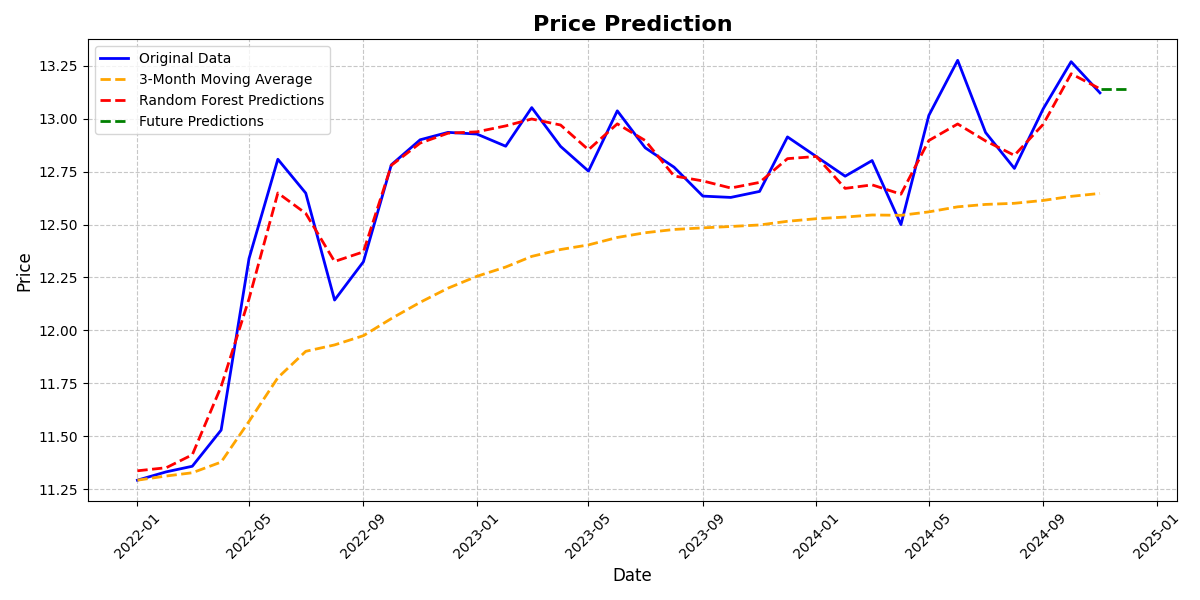 Price Prediction
Original Data
3-Month Moving Average
Random Forest Predictions
Future Predictions
Price
13.25
13.00
12.75
12.50
12.25
12.00
11.75
11.50
11.25
2022-01
2022-05
2022-09
2023-01
2023-05
2023-09
2024-01
2024-05
2024-09
2025-01
Date